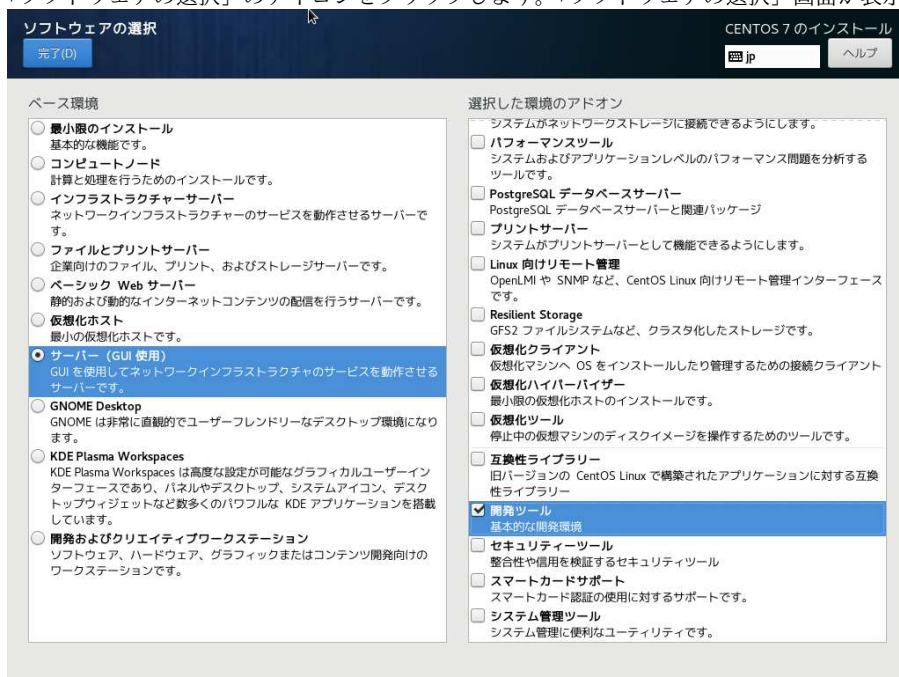 「ソフトウェアの選択」のアイコンをクリックします。「ソフトウェアの選択」画面が表示
ソフトウェアの選択
完了(D)
CENTOS 7 のインストール
jp
ヘルプ
ベース環境
最小限のインストール
基本的な機能です。
コンピュートノード
計算と処理を行うためのインストールです。
インフラストラクチャーサーバー
ネットワークインフラストラクチャーのサービスを動作させるサーバーで
す。
ファイルとプリントサーバー
企業向けのファイル、プリント、およびストレージサーバーです。
ベーシック Web サーバー
静的および動的なインターネットコンテンツの配信を行うサーバーです。
仮想化ホスト
最小の仮想化ホストです。
サーバー（GUI 使用）
GUI を使用してネットワークインフラストラクチャのサービスを動作させる
サーバーです。
GNOME Desktop
GNOME は非常に直観的でユーザーフレンドリーなデスクトップ環境になり
ます。
KDE Plasma Workspaces
KDE Plasma Workspaces は高度な設定が可能なグラフィカルユーザーイン
ターフェースであり、パネルやデスクトップ、システムアイコン、デスク
トップウィジェットなど数多くのパワフルな KDE アプリケーションを搭載
しています。
開発およびクリエイティブワークステーション
ソフトウェア、ハードウェア、グラフィックまたはコンテンツ開発向けの
ワークステーションです。
選択した環境のアドオン
システムがネットワークストレージに接続できるようにします。
パフォーマンスツール
システムおよびアプリケーションレベルのパフォーマンス問題を分析する
ツールです。
PostgreSQL データベースサーバー
PostgreSQL データベースサーバーと関連パッケージ
プリントサーバー
システムがプリントサーバーとして機能できるようにします。
Linux 向けリモート管理
OpenLMI や SNMP など、CentOS Linux 向けリモート管理インターフェース
です。
Resilient Storage
GFS2 ファイルシステムなど、クラスタ化したストレージです。
仮想化クライアント
仮想化マシンへ OS をインストールしたり管理するための接続クライアント
仮想化ハイパーバイザー
最小限の仮想化ホストのインストールです。
仮想化ツール
停止中の仮想マシンのディスクイメージを操作するためのツールです。
互換性ライブラリー
旧バージョンの CentOS Linux で構築されたアプリケーションに対する互換
性ライブラリー
開発ツール
基本的な開発環境
セキュリティーツール
整合性や信用を検証するセキュリティツール
スマートカードサポート
スマートカード認証の使用に対するサポートです。
システム管理ツール
システム管理に便利なユーティリティです。